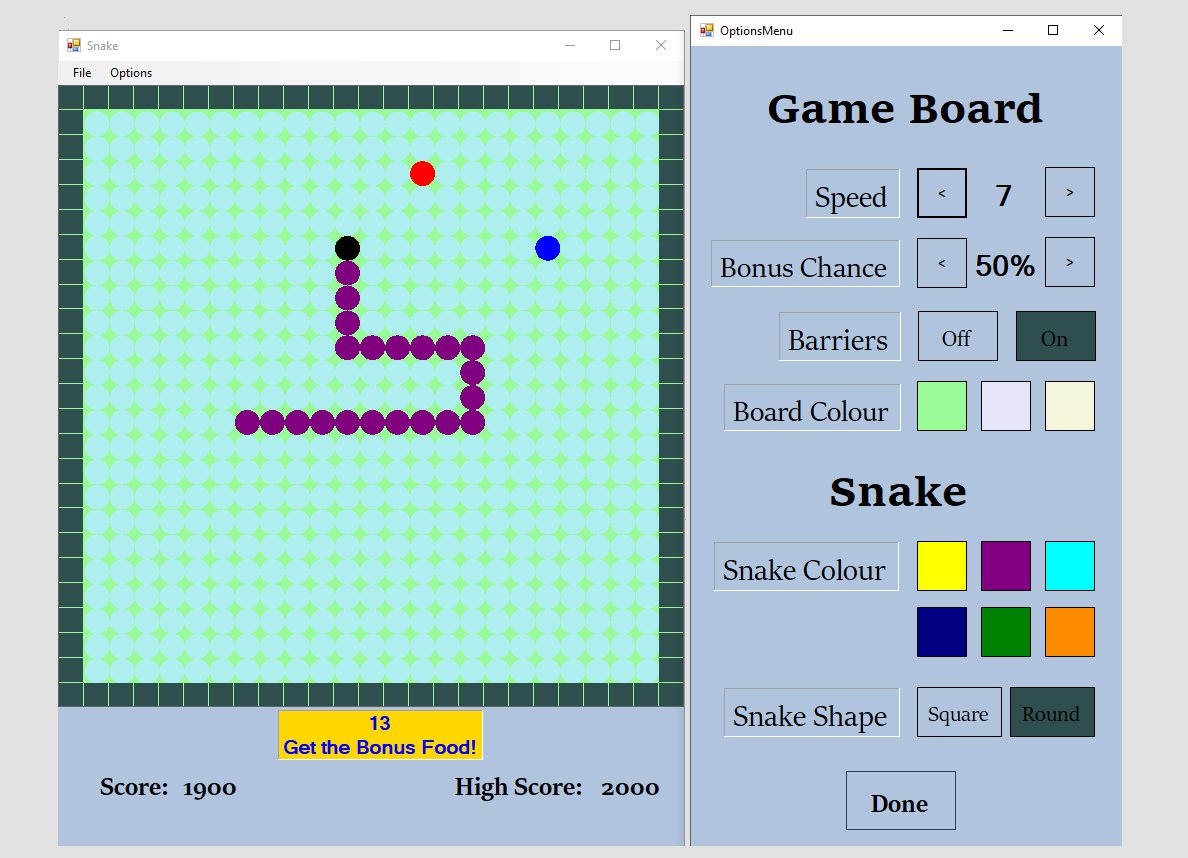 Snake
File Options
13
Get the Bonus Food!
Score: 1900
High Score: 2000
OptionsMenu
Game Board
Speed < 7 >
Bonus Chance < 50% >
Barriers Off On
Board Colour
Snake
Snake Colour
Snake Shape Square Round
Done